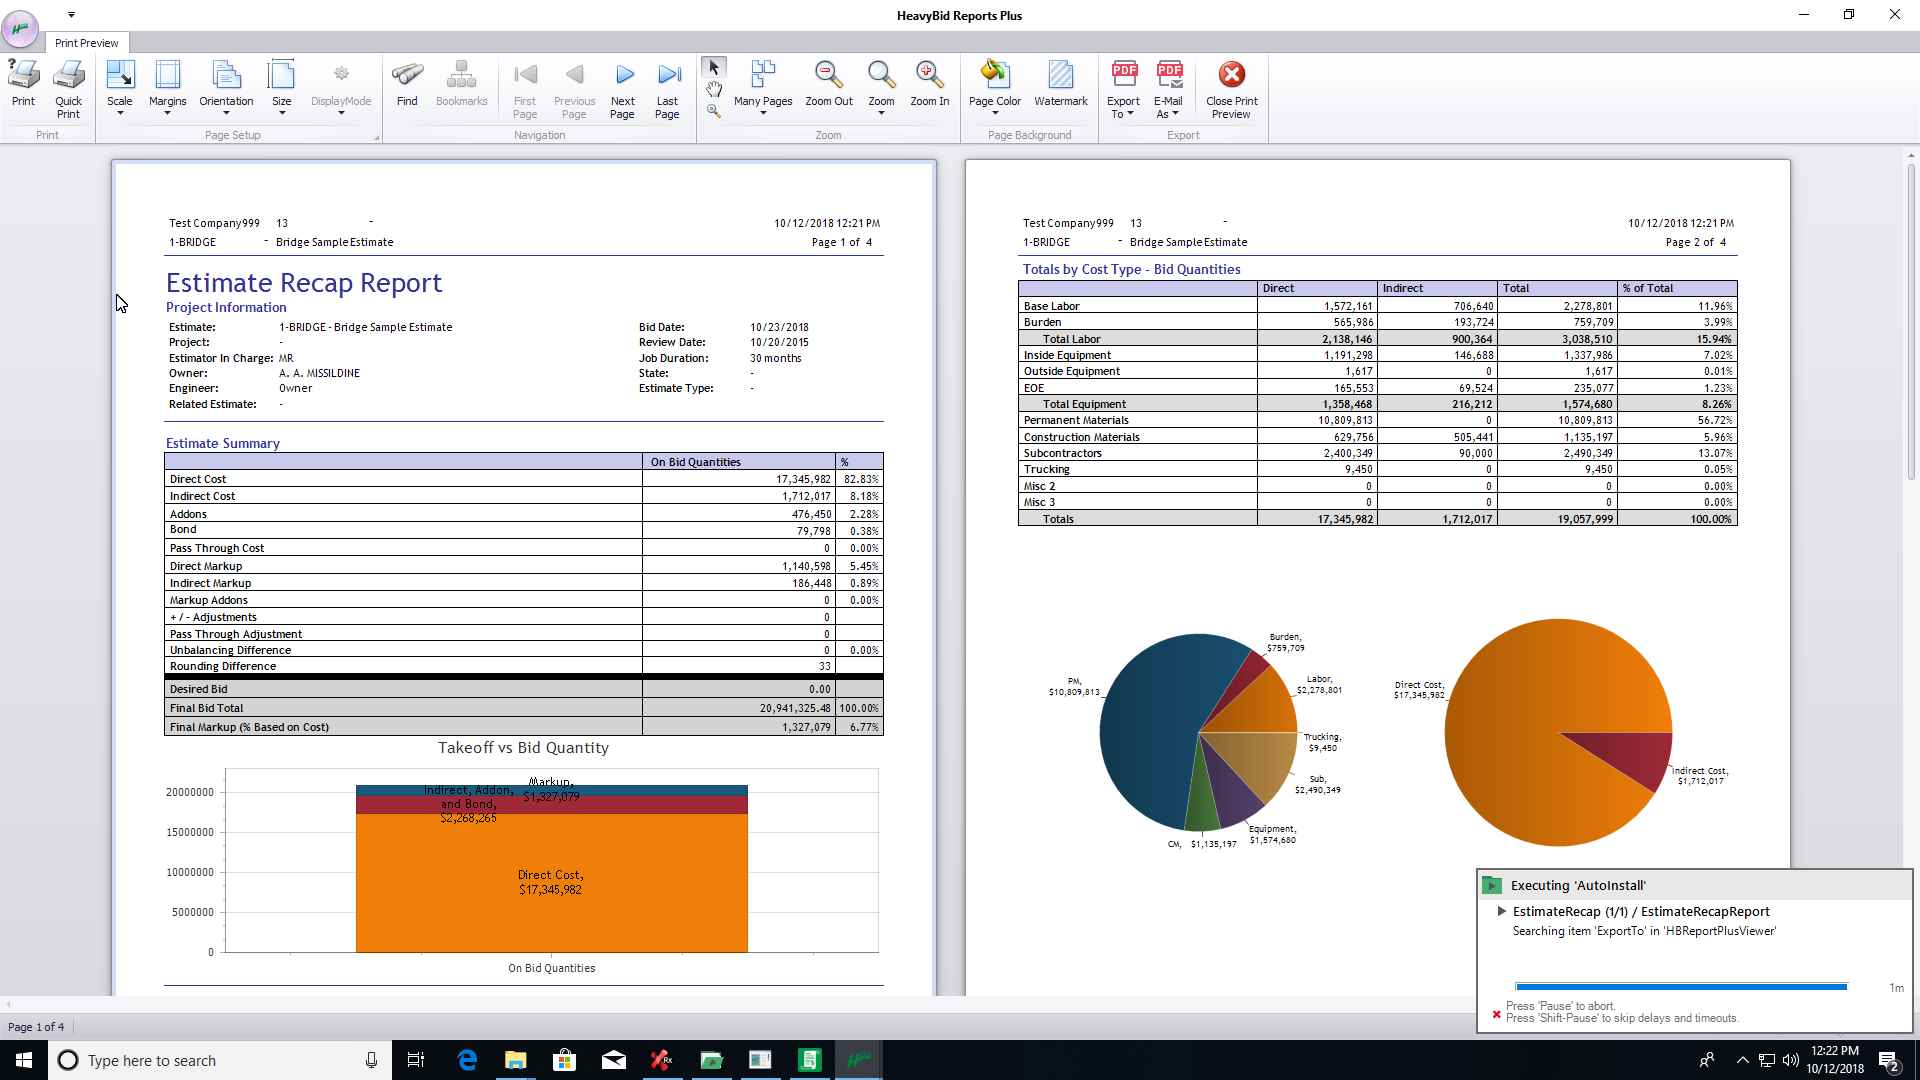 HeavyBid Reports Plus
Print Preview
Print
Quick Print
Scale
Margins
Orientation
Size
DisplayMode
Find
Bookmarks
First Page
Previous Page
Next Page
Last Page
Many Pages
Zoom Out
Zoom
Zoom In
Page Color
Watermark
PDF
Export To
PDF
E-Mail As
Close Print Preview
Print
Page Setup
Navigation
Zoom
Page Background
Export
Test Company999 13 - 10/12/2018 12:21 PM
1-BRIDGE - Bridge Sample Estimate Page 1 of 4
Estimate Recap Report
Project Information
Estimate: 1-BRIDGE - Bridge Sample Estimate Bid Date: 10/23/2018
Project: - Review Date: 10/20/2015
Estimator In Charge: MR Job Duration: 30 months
Owner: A. A. MISSILDINE State: -
Engineer: Owner Estimate Type: -
Related Estimate: -
Estimate Summary
On Bid Quantities %
Direct Cost 17,345,982 82.83%
Indirect Cost 1,712,017 8.18%
Addons 476,450 2.28%
Bond 79,798 0.38%
Pass Through Cost 0 0.00%
Direct Markup 1,140,598 5.45%
Indirect Markup 186,448 0.89%
Markup Addons 0 0.00%
+ / - Adjustments 0
Pass Through Adjustment 0
Unbalancing Difference 0 0.00%
Rounding Difference 33
Desired Bid 0.00
Final Bid Total 20,941,325.48 100.00%
Final Markup (% Based on Cost) 1,327,079 6.77%
Takeoff vs Bid Quantity
20000000
15000000
10000000
5000000
0
Markup, $1,327,079
Indirect, Addon, and Bond, $2,268,265
Direct Cost, $17,345,982
On Bid Quantities
Test Company999 13 - 10/12/2018 12:21 PM
1-BRIDGE - Bridge Sample Estimate Page 2 of 4
Totals by Cost Type - Bid Quantities
Direct Indirect Total % of Total
Base Labor 1,572,161 706,640 2,278,801 11.96%
Burden 565,986 193,724 759,709 3.99%
Total Labor 2,138,146 900,364 3,038,510 15.94%
Inside Equipment 1,191,298 146,688 1,337,986 7.02%
Outside Equipment 1,617 0 1,617 0.01%
EOE 165,553 69,524 235,077 1.23%
Total Equipment 1,358,468 216,212 1,574,680 8.26%
Permanent Materials 10,809,813 0 10,809,813 56.72%
Construction Materials 629,756 505,441 1,135,197 5.96%
Subcontractors 2,400,349 90,000 2,490,349 13.07%
Trucking 9,450 0 9,450 0.05%
Misc 2 0 0 0 0.00%
Misc 3 0 0 0 0.00%
Totals 17,345,982 1,712,017 19,057,999 100.00%
Burden, $759,709
PM, $10,809,813
Labor, $2,278,801
Trucking, $9,450
Sub, $2,490,349
Equipment, $1,574,680
CM, $1,135,197
Direct Cost, $17,345,982
Indirect Cost, $1,712,017
Executing 'AutoInstall'
EstimateRecap (1/1) / EstimateRecapReport
Searching item 'ExportTo' in 'HBReportPlusViewer'
1m
Press 'Pause' to abort.
Press 'Shift-Pause' to skip delays and timeouts.
Page 1 of 4
Type here to search
Rx
12:22 PM
10/12/2018
2